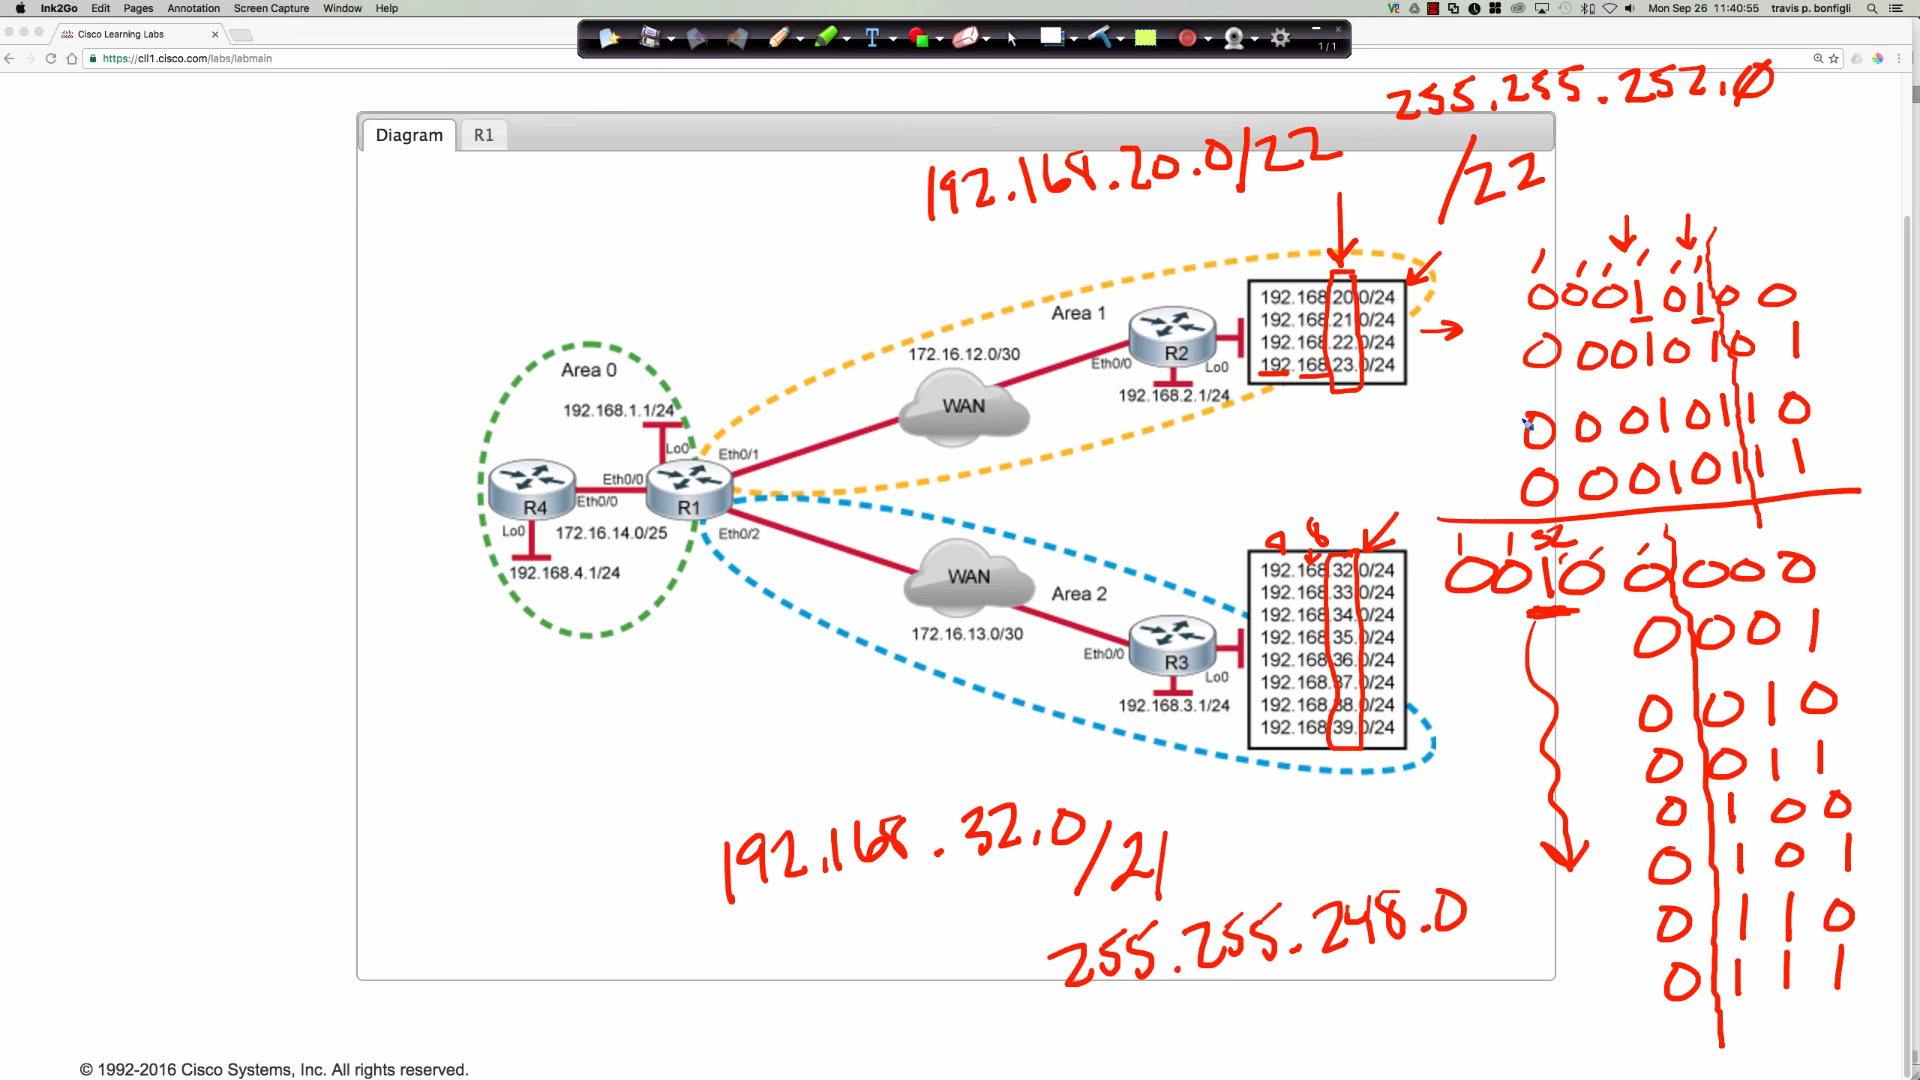 Ink2Go Edit Pages Annotation Screen Capture Window Help
Mon Sep 26 11:40:55 travis p. bonfigli
Cisco Learning Labs
1/1
https://cll1.cisco.com/labs/labmain
255.255.252.0
Diagram R1
192.168.20.0/22
/22
Area 1
192.168.20.0/24
192.168.21.0/24
192.168.22.0/24
192.168.23.0/24
172.16.12.0/30
R2
Eth0/0
Lo0
192.168.2.1/24
WAN
00010100
00010101
00010110
00010111
Area 0
192.168.1.1/24
Lo0
Eth0/1
Eth0/0
R4
Eth0/0
R1
Lo0
172.16.14.0/25
Eth0/2
192.168.4.1/24
WAN
Area 2
172.16.13.0/30
Eth0/0
R3
Lo0
192.168.3.1/24
8
192.168.32.0/24
192.168.33.0/24
192.168.34.0/24
192.168.35.0/24
192.168.36.0/24
192.168.37.0/24
192.168.38.0/24
192.168.39.0/24
32
00100000
0001
0010
0011
0100
0101
0110
0111
192.168.32.0/21
255.255.248.0
© 1992-2016 Cisco Systems, Inc. All rights reserved.